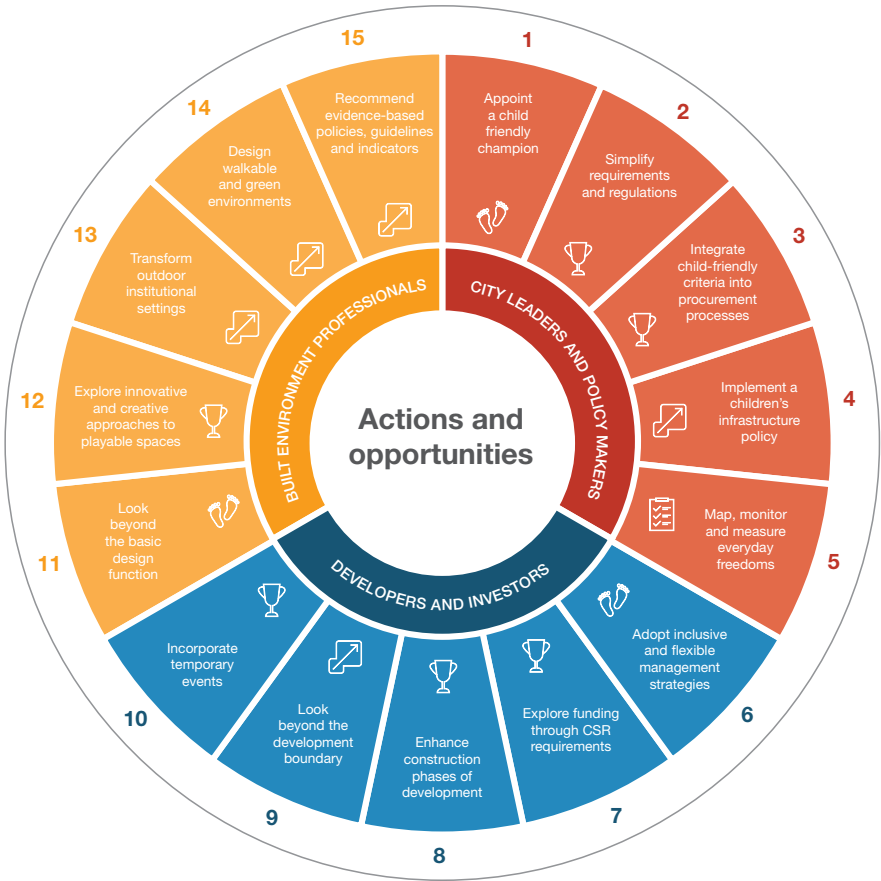 Actions and
opportunities
CITY LEADERS AND POLICY MAKERS
1
Appoint
a child
friendly
champion
2
Simplify
requirements
and regulations
3
Integrate
child-friendly
criteria into
procurement
processes
4
Implement a
children's
infrastructure
policy
5
Map, monitor
and measure
everyday
freedoms
DEVELOPERS AND INVESTORS
6
Adopt inclusive
and flexible
management
strategies
7
Explore funding
through CSR
requirements
8
Enhance
construction
phases of
development
9
Look
beyond the
development
boundary
10
Incorporate
temporary
events
BUILT ENVIRONMENT PROFESSIONALS
11
Look
beyond
the basic
design
function
12
Explore innovative
and creative
approaches to
playable spaces
13
Transform
outdoor
institutional
settings
14
Design
walkable
and green
environments
15
Recommend
evidence-based
policies, guidelines
and indicators